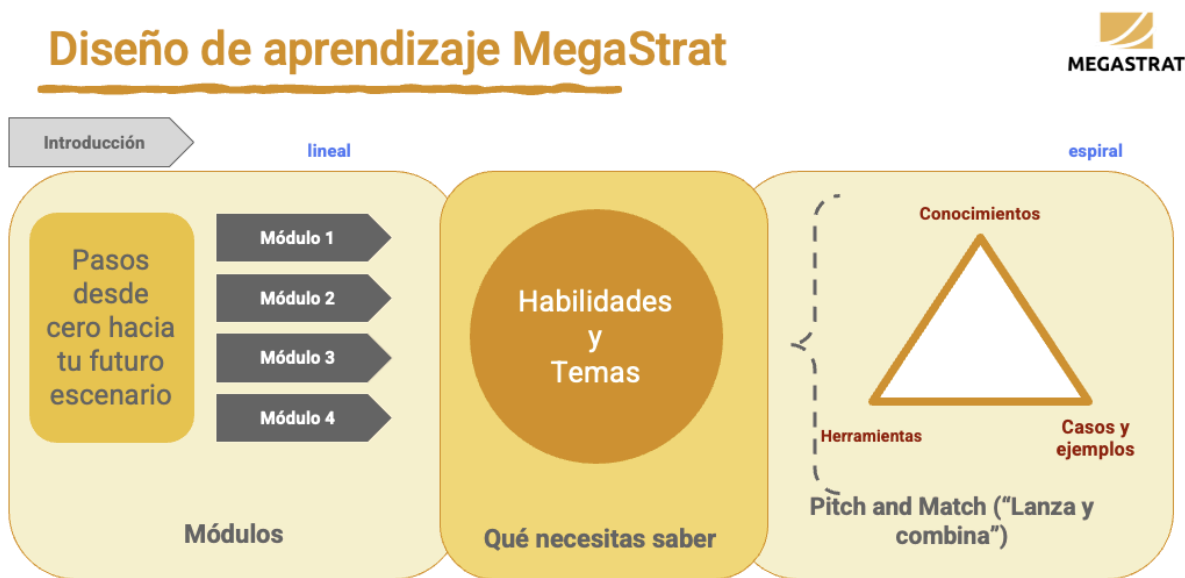 Diseño de aprendizaje MegaStrat
MEGASTRAT
Introducción
lineal
espiral
Pasos
desde
cero hacia
tu futuro
escenario
Módulo 1
Módulo 2
Módulo 3
Módulo 4
Módulos
Habilidades
y
Temas
Qué necesitas saber
Conocimientos
Herramientas
Casos y
ejemplos
Pitch and Match (“Lanza y
combina”)